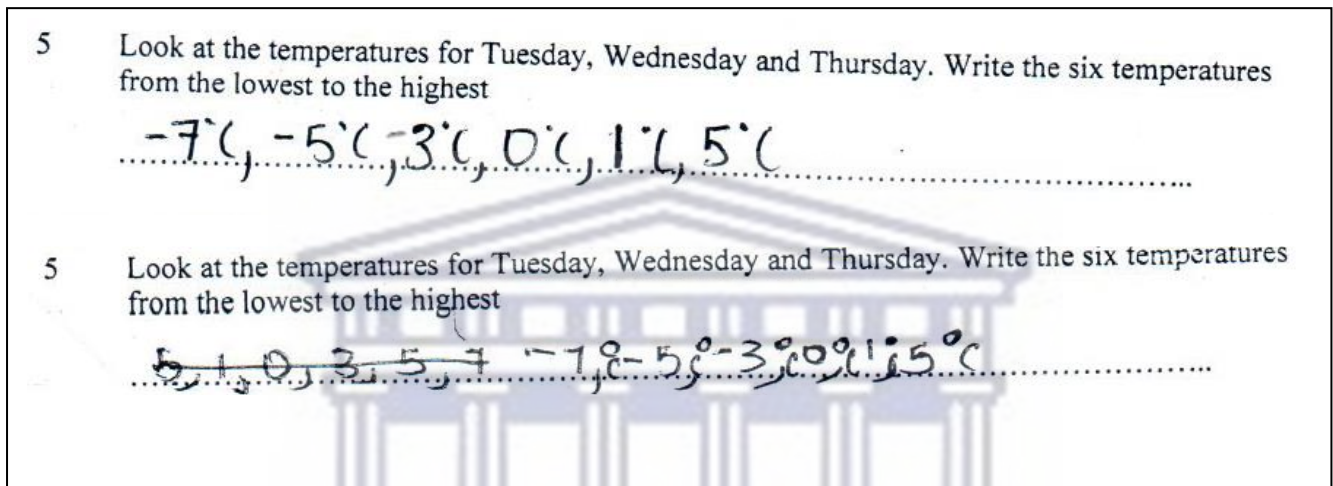 5 Look at the temperatures for Tuesday, Wednesday and Thursday. Write the six temperatures
from the lowest to the highest
-7°C, -5°C, -3°C, 0°C, 1°C, 5°C
5 Look at the temperatures for Tuesday, Wednesday and Thursday. Write the six temperatures
from the lowest to the highest
5, 1, 0, 3, 5, 7 -7°C, -5°C, -3°C, 0°C, 1°C, 5°C